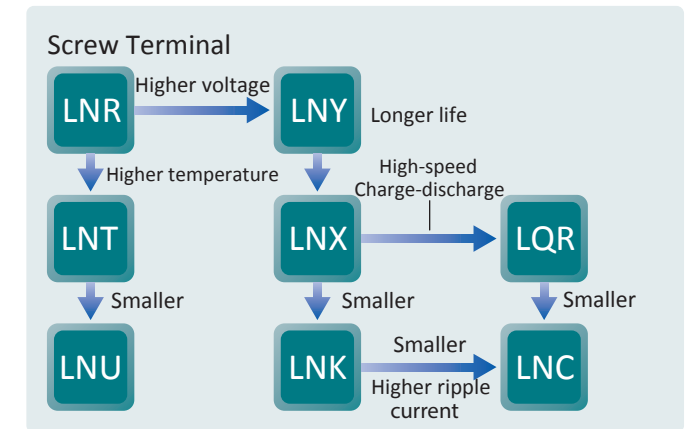 Screw Terminal
Higher voltage
LNR
LNY
Longer life
Higher temperature
High-speed
Charge-discharge
LNT
LNX
LQR
Smaller
Smaller
Smaller
LNU
LNK
Smaller
Higher ripple
current
LNC